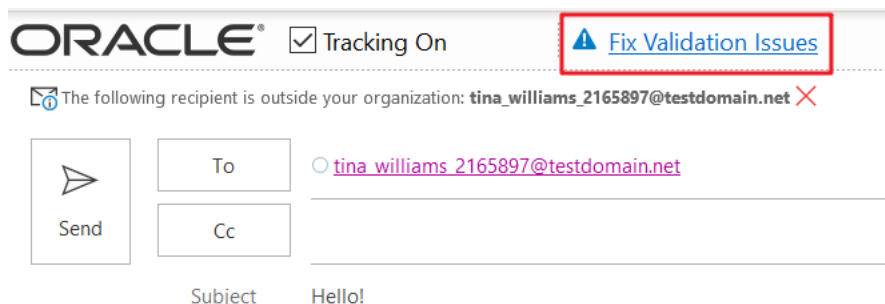 ORACLE® Tracking On Fix Validation Issues
The following recipient is outside your organization: tina_williams_2165897@testdomain.net
To tina_williams_2165897@testdomain.net
Send Cc
Subject Hello!